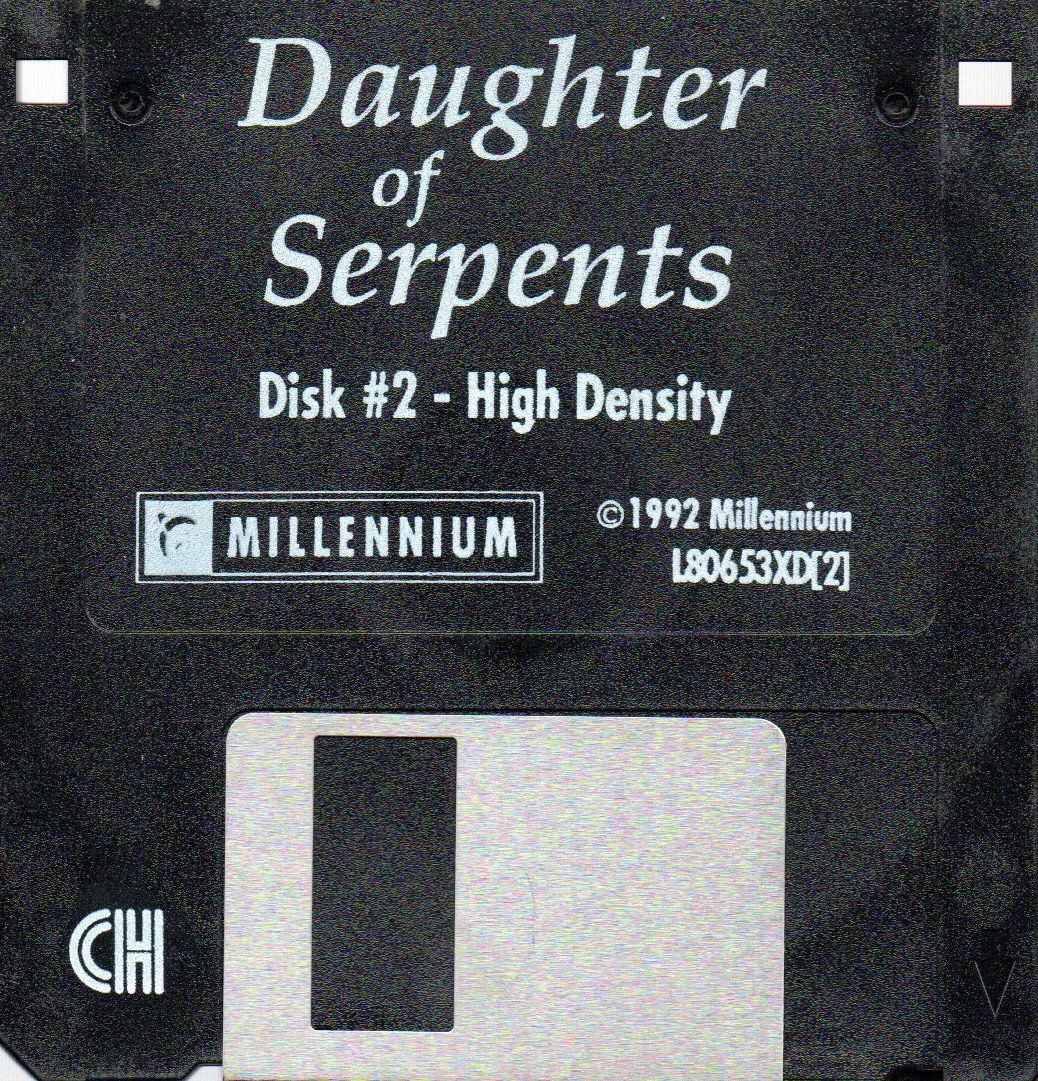 Daughter
of
Serpents
Disk #2 - High Density
MILLENNIUM
©1992 Millennium
L80653XD[2]
CH